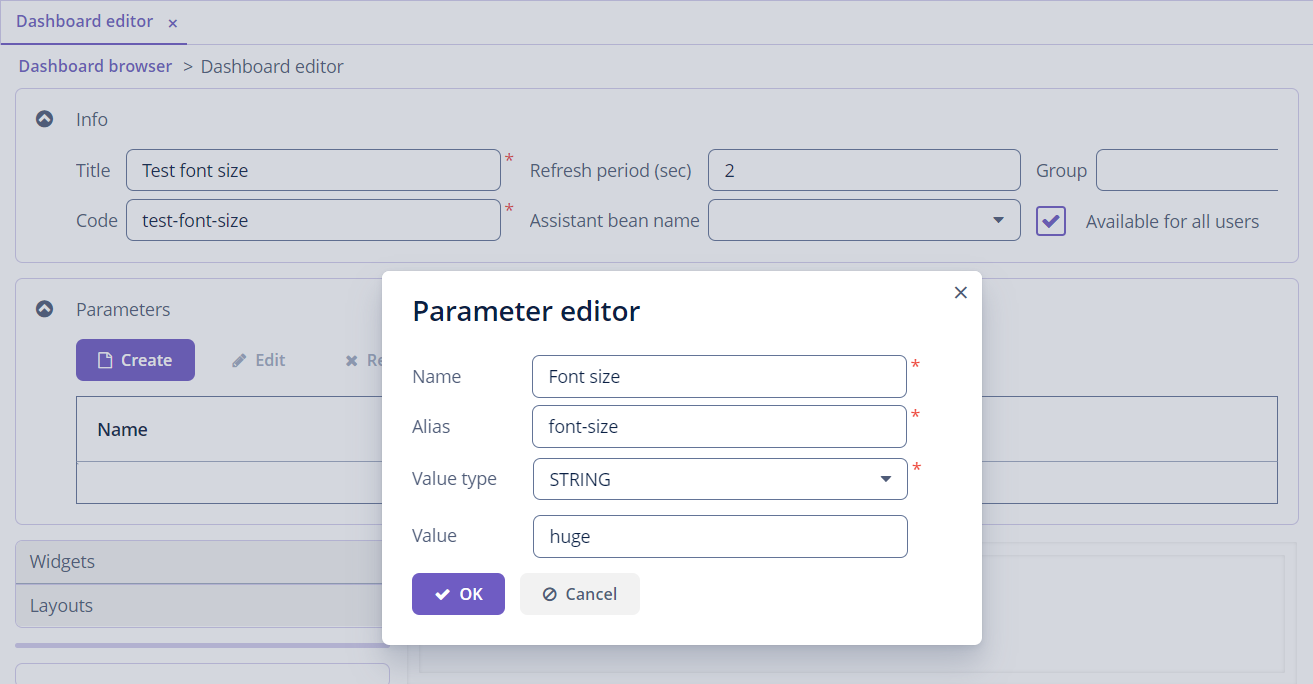 Dashboard editor ×
Dashboard browser > Dashboard editor
Info
Title Test font size * Refresh period (sec) 2 Group
Code test-font-size * Assistant bean name Available for all users
Parameters
Create Edit
Name
Widgets
Layouts
Parameter editor ×
Name Font size *
Alias font-size *
Value type STRING *
Value huge
OK Cancel